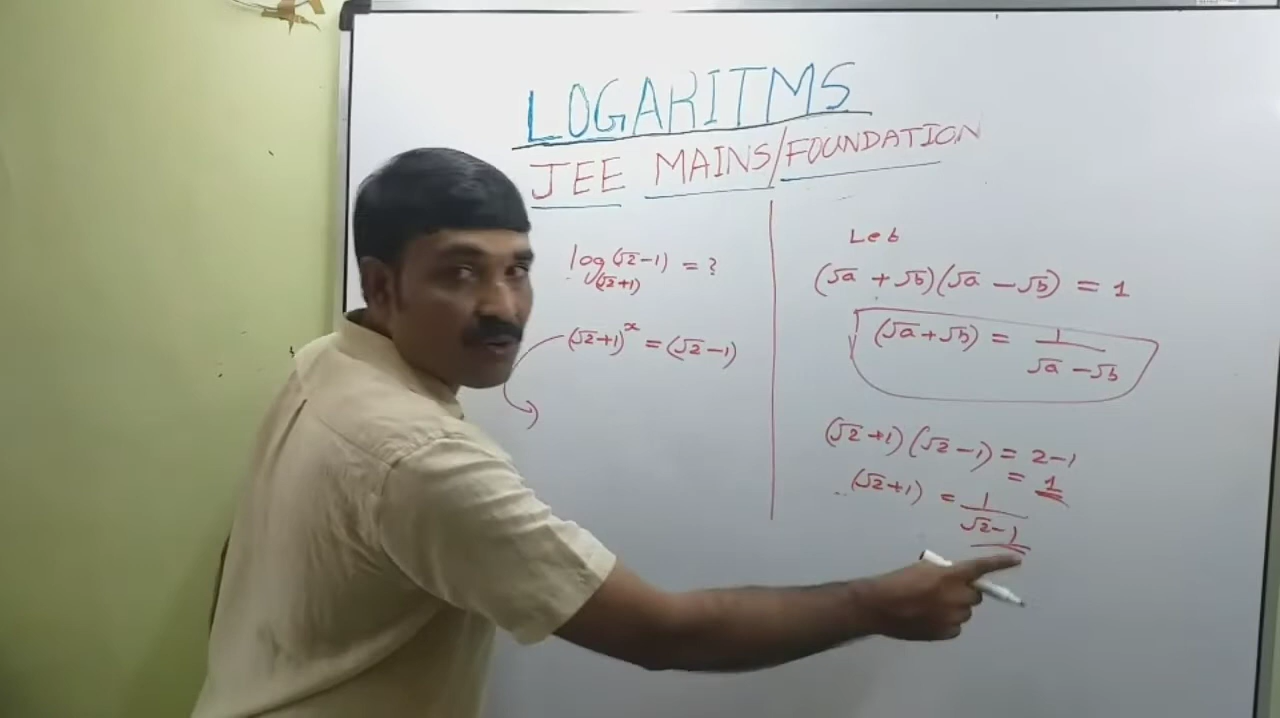 LOGARITMS
JEE MAINS/FOUNDATION
log(√2+1) (√2-1) = ?
(√2+1)^x = (√2-1)
Let
(√a + √b)(√a - √b) = 1
(√a+√b) = 1/(√a - √b)
(√2+1)(√2-1) = 2-1
= 1
(√2+1) = 1/(√2-1)